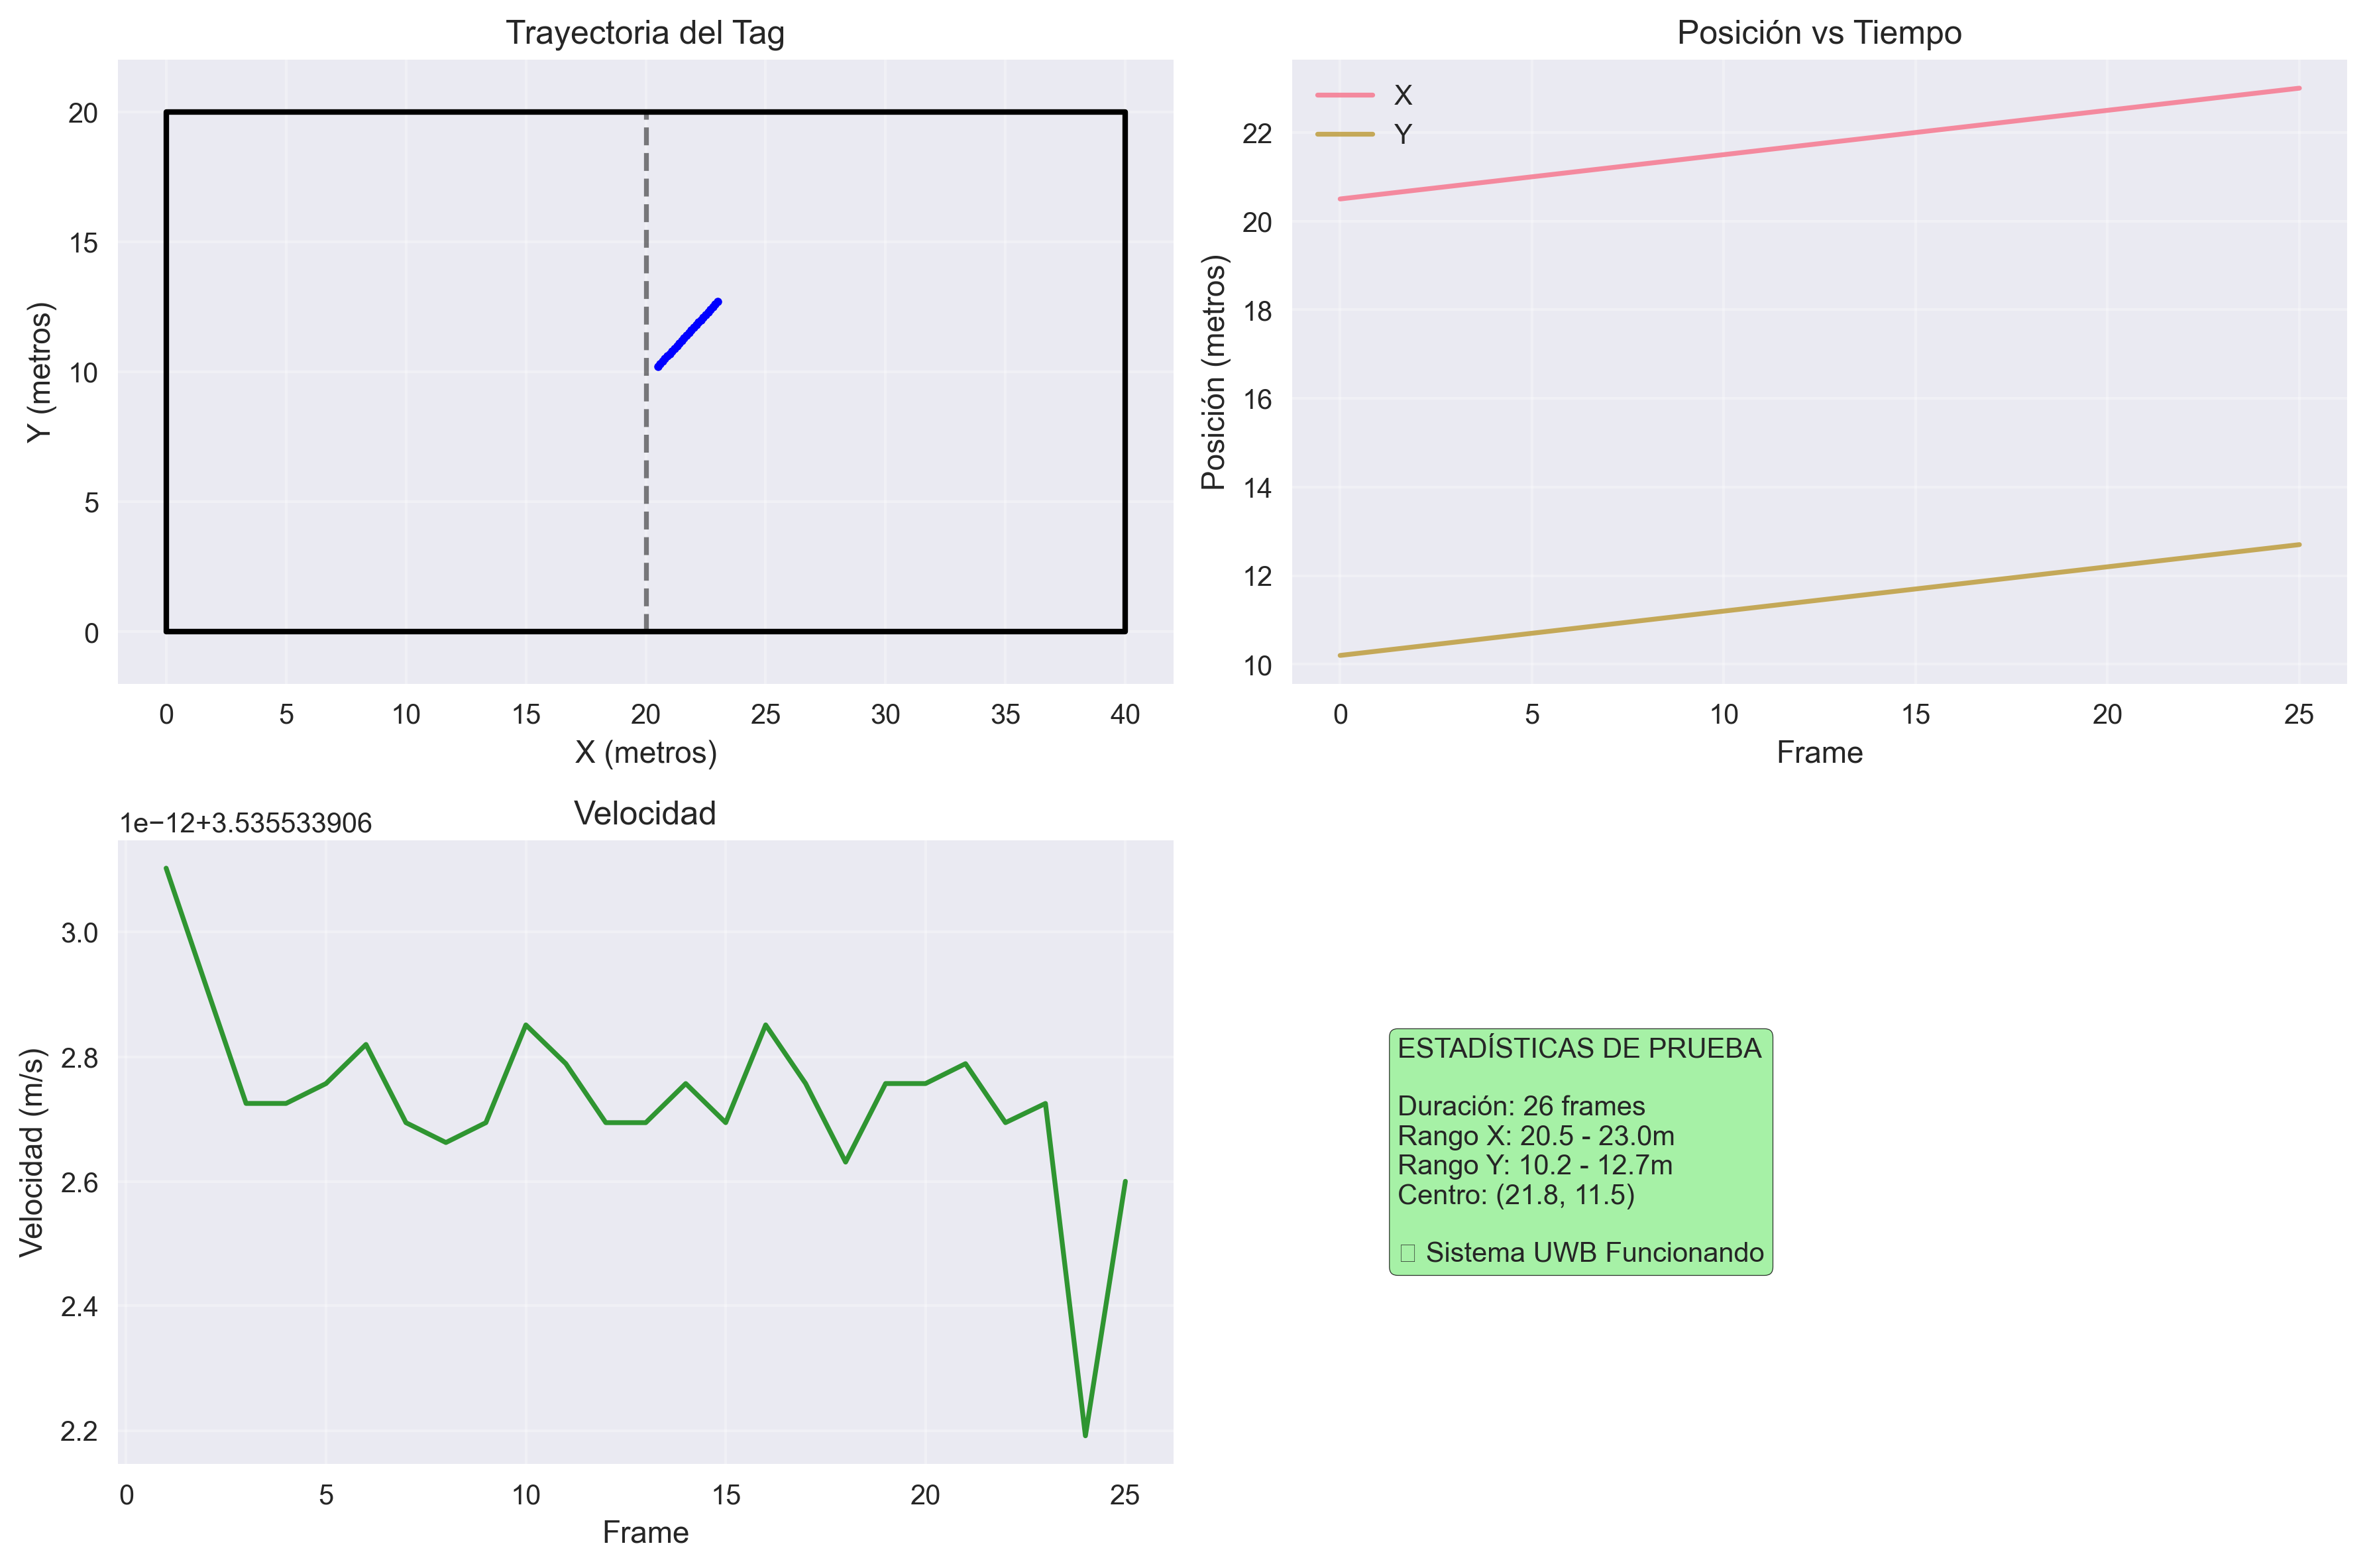 Trayectoria del Tag
20
15
10
5
0
Y (metros)
0 5 10 15 20 25 30 35 40
X (metros)
Posición vs Tiempo
X
Y
22
20
18
16
14
12
10
Posición (metros)
0 5 10 15 20 25
Frame
1e−12+3.535533906
Velocidad
3.0
2.8
2.6
2.4
2.2
Velocidad (m/s)
0 5 10 15 20 25
Frame
ESTADÍSTICAS DE PRUEBA
Duración: 26 frames
Rango X: 20.5 - 23.0m
Rango Y: 10.2 - 12.7m
Centro: (21.8, 11.5)
Sistema UWB Funcionando